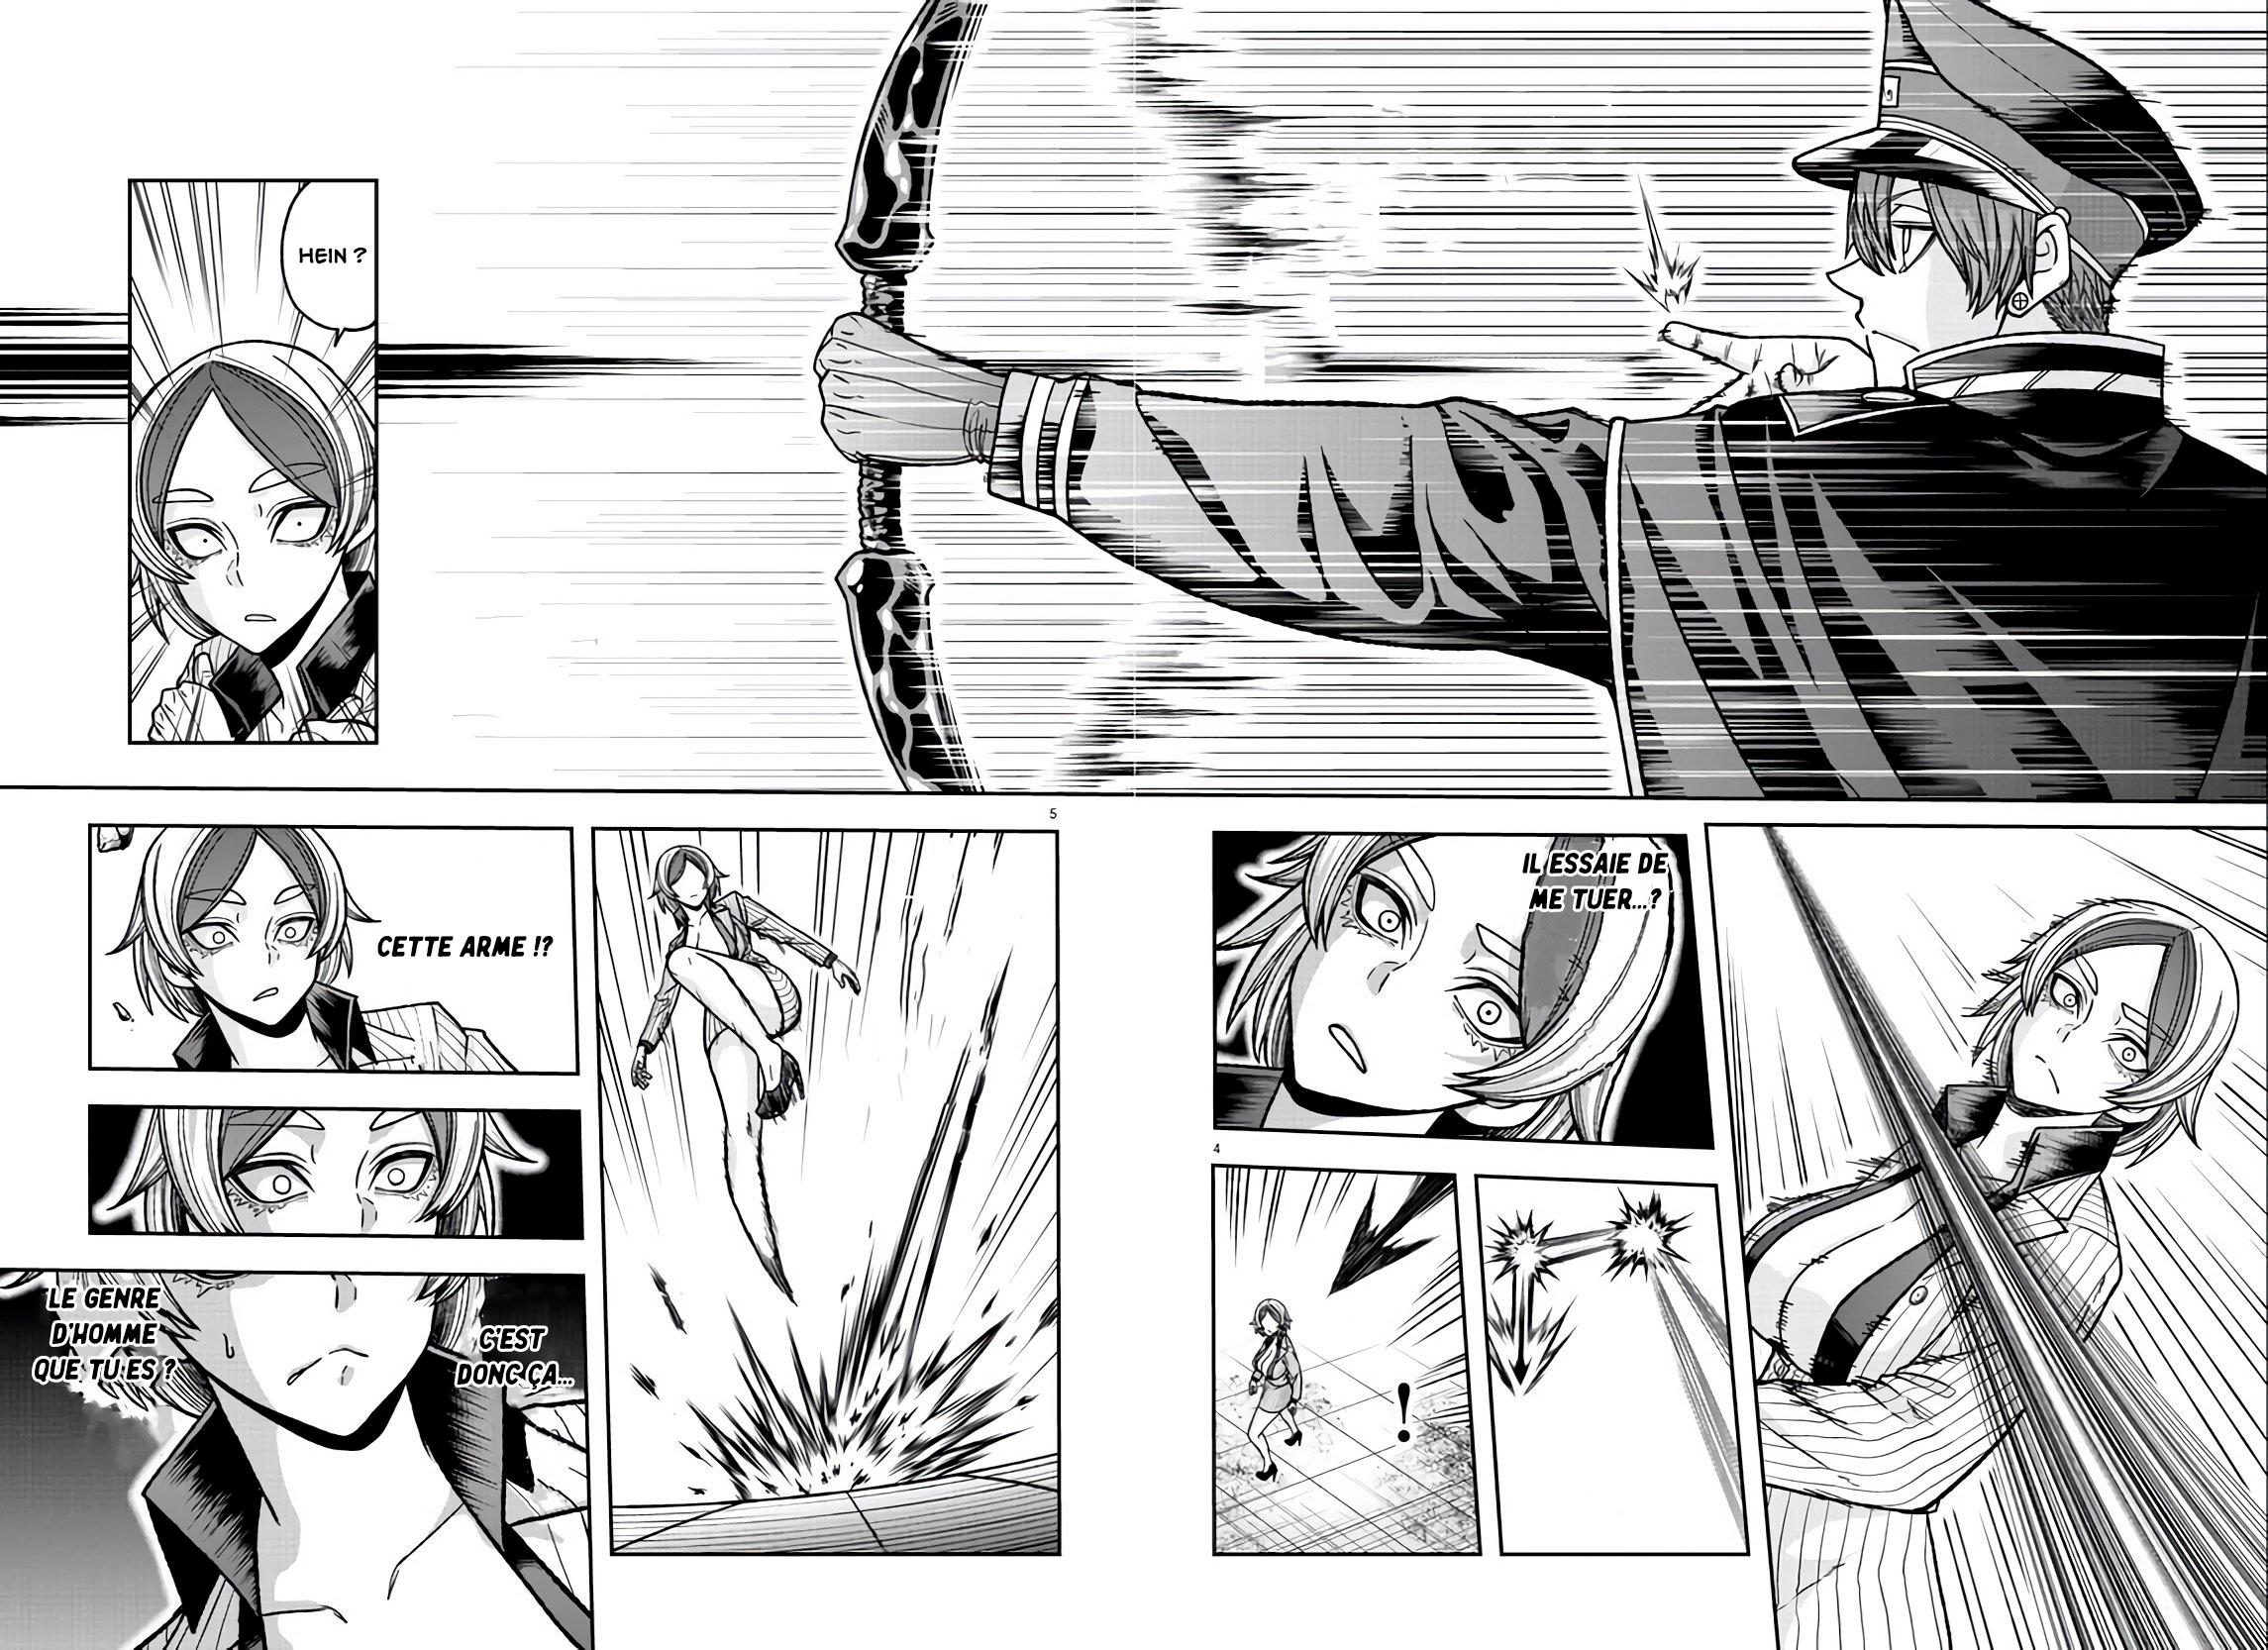 HEIN ?
IL ESSAIE DE
ME TUER...?
!
4
5
CETTE ARME !?
C'EST
DONC ÇA...
LE GENRE
D'HOMME
QUE TU ES ?